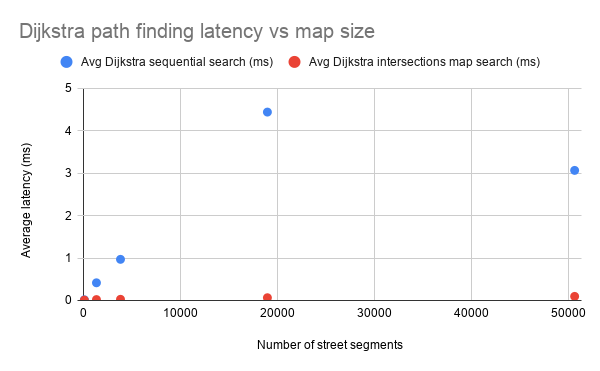 Dijkstra path finding latency vs map size
Avg Dijkstra sequential search (ms) Avg Dijkstra intersections map search (ms)
Average latency (ms)
5
4
3
2
1
0
0 10000 20000 30000 40000 50000
Number of street segments